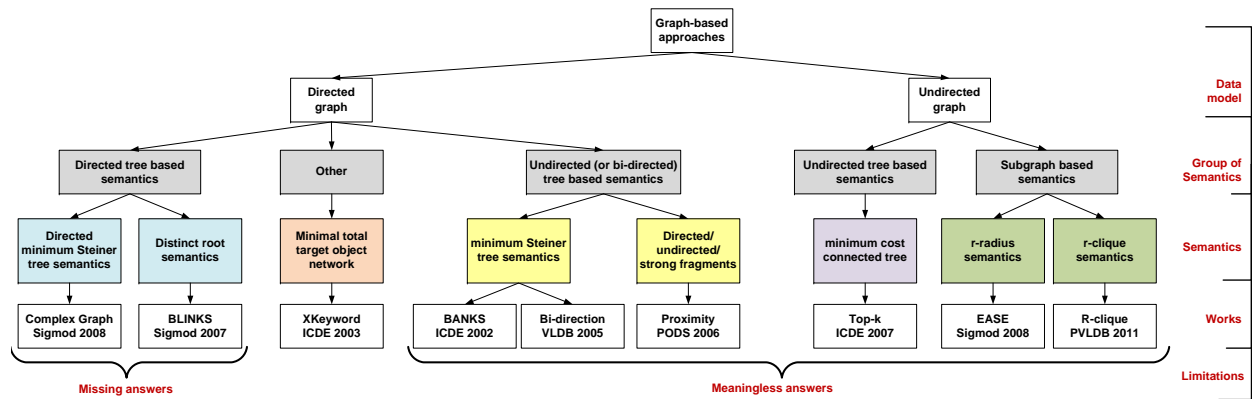 Graph-based
approaches
Data
model
Directed
graph
Undirected
graph
Group of
Semantics
Directed tree based
semantics
Other
Undirected (or bi-directed)
tree based semantics
Undirected tree based
semantics
Subgraph based
semantics
Semantics
Directed
minimum Steiner
tree semantics
Distinct root
semantics
Minimal total
target object
network
minimum Steiner
tree semantics
Directed/
undirected/
strong fragments
minimum cost
connected tree
r-radius
semantics
r-clique
semantics
Works
Complex Graph
Sigmod 2008
BLINKS
Sigmod 2007
XKeyword
ICDE 2003
BANKS
ICDE 2002
Bi-direction
VLDB 2005
Proximity
PODS 2006
Top-k
ICDE 2007
EASE
Sigmod 2008
R-clique
PVLDB 2011
Limitations
Missing answers
Meaningless answers